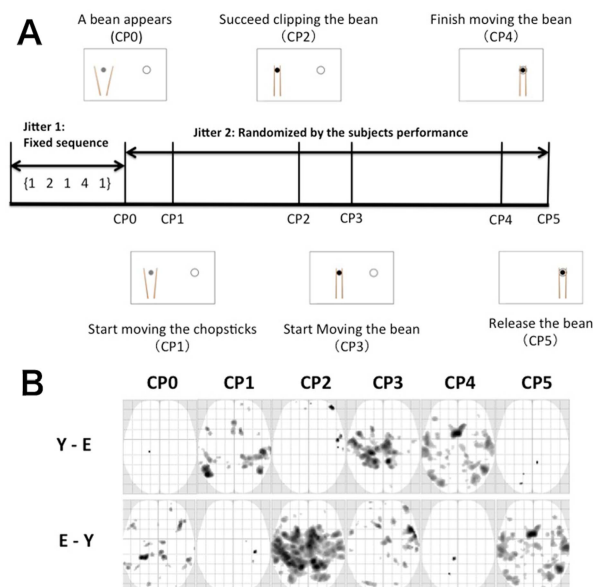 A
A bean appears
(CP0)
Succeed clipping the bean
（CP2）
Finish moving the bean
（CP4）
Jitter 1:
Fixed sequence
Jitter 2: Randomized by the subjects performance
{1 2 1 4 1}
CP0 CP1 CP2 CP3 CP4 CP5
Start moving the chopsticks
（CP1）
Start Moving the bean
（CP3）
Release the bean
（CP5）
B
CP0 CP1 CP2 CP3 CP4 CP5
Y - E
E - Y